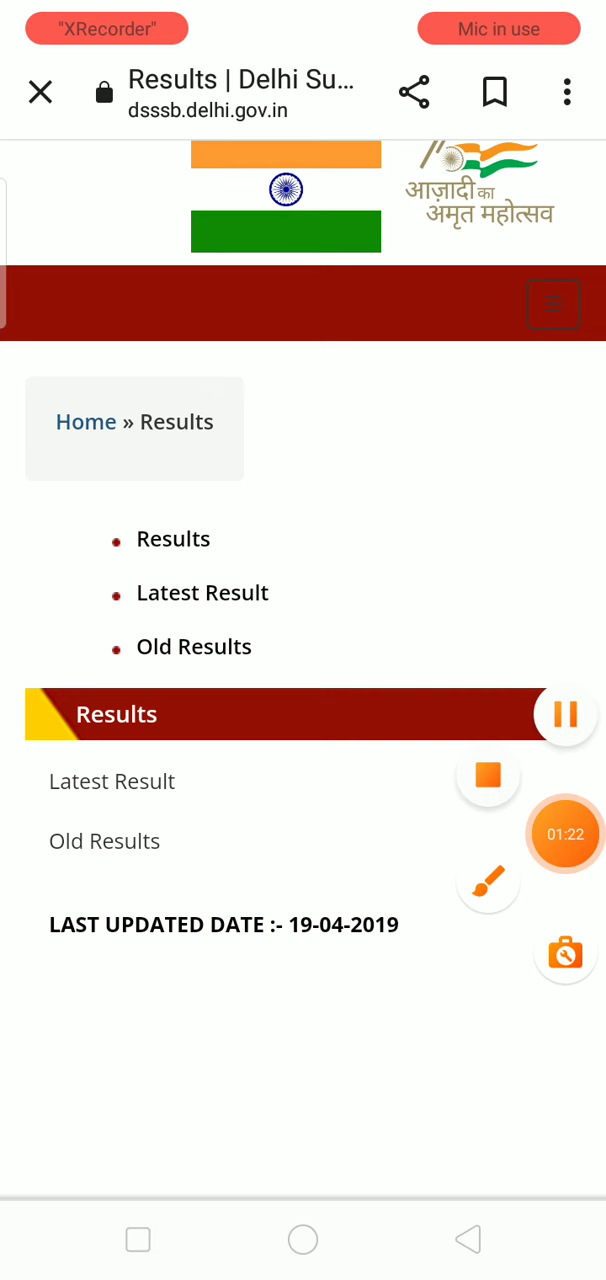 "XRecorder"
Mic in use
Results | Delhi Su...
dsssb.delhi.gov.in
आज़ादी का
अमृत महोत्सव
Home » Results
Results
Latest Result
Old Results
Results
Latest Result
Old Results
01:22
LAST UPDATED DATE :- 19-04-2019